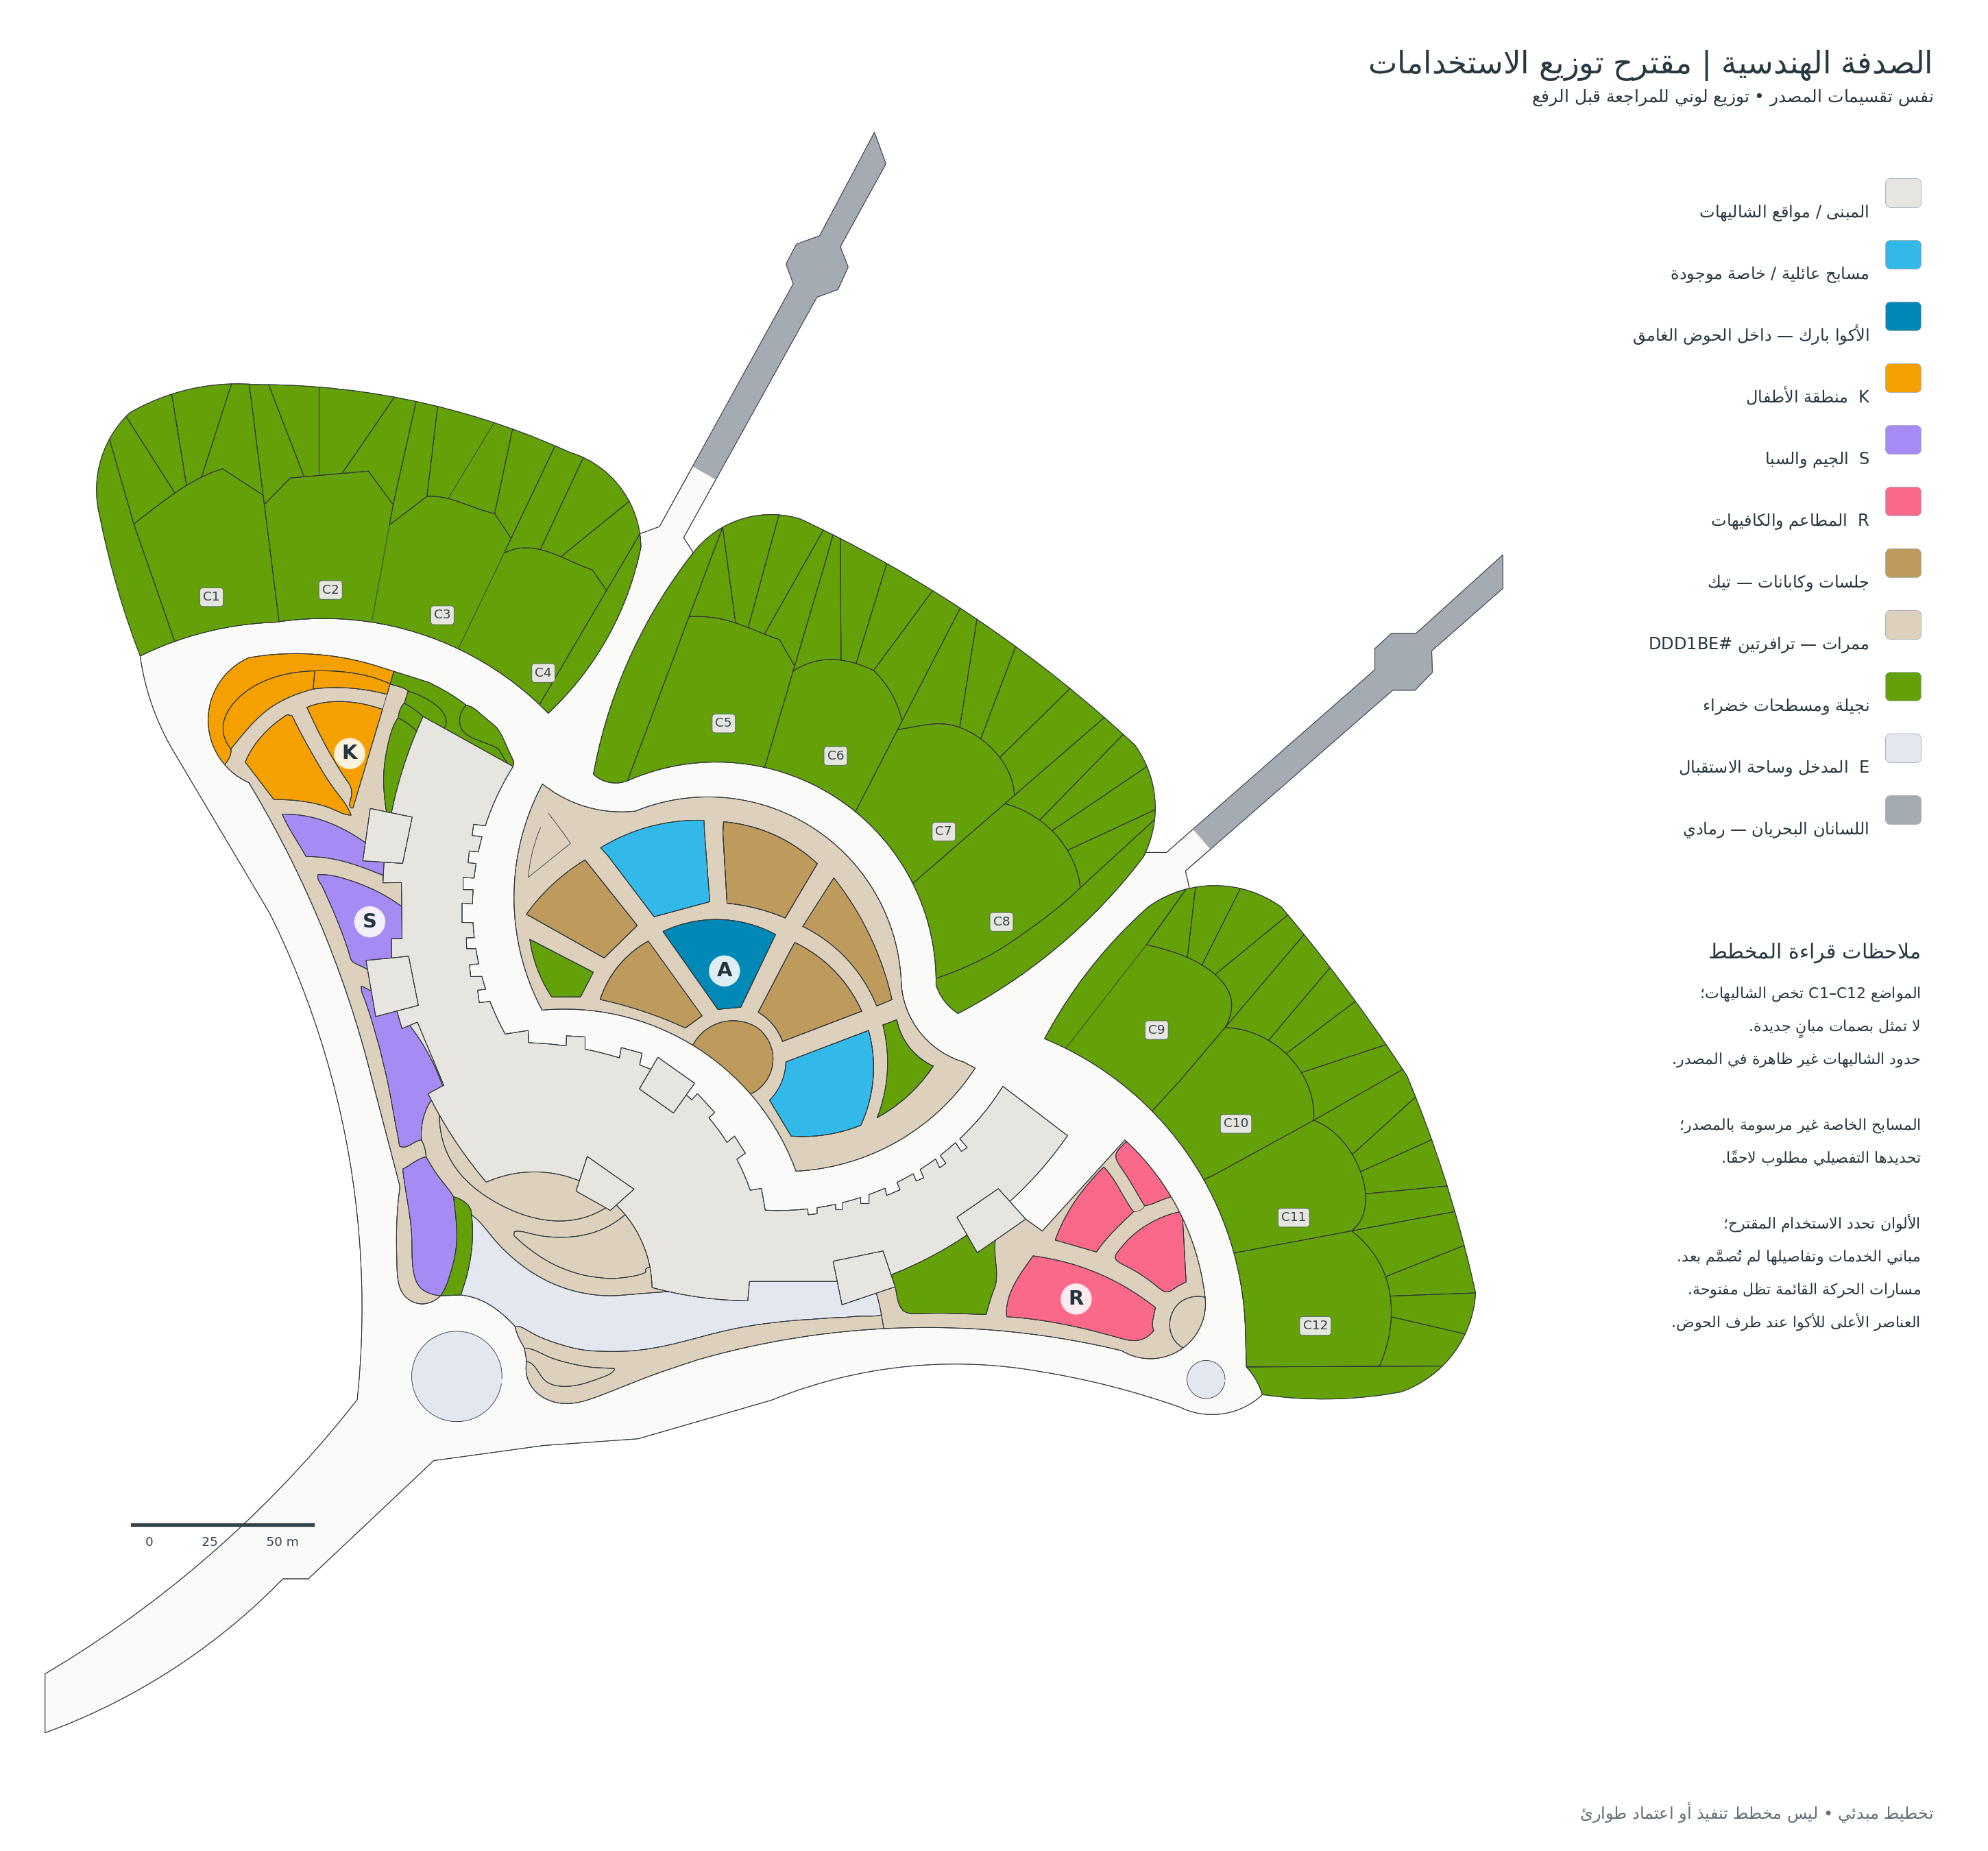 الصدفة الهندسية | مقترح توزيع الاستخدامات
نفس تقسيمات المصدر • توزيع لوني للمراجعة قبل الرفع
المبنى / مواقع الشاليهات
مسابح عائلية / خاصة موجودة
الأكوا بارك — داخل الحوض الغامق
K منطقة الأطفال
S الجيم والسبا
R المطاعم والكافيهات
جلسات وكابانات — تيك
ممرات — ترافرتين #DDD1BE
نجيلة ومسطحات خضراء
E المدخل وساحة الاستقبال
اللسانان البحريان — رمادي
C1
C2
C3
C4
C5
C6
C7
C8
C9
C10
C11
C12
K
S
A
R
ملاحظات قراءة المخطط
المواضع C1–C12 تخص الشاليهات؛
لا تمثل بصمات مبانٍ جديدة.
حدود الشاليهات غير ظاهرة في المصدر.
المسابح الخاصة غير مرسومة بالمصدر؛
تحديدها التفصيلي مطلوب لاحقًا.
الألوان تحدد الاستخدام المقترح؛
مباني الخدمات وتفاصيلها لم تُصمَّم بعد.
مسارات الحركة القائمة تظل مفتوحة.
العناصر الأعلى للأكوا عند طرف الحوض.
0 25 50 m
تخطيط مبدئي • ليس مخطط تنفيذ أو اعتماد طوارئ